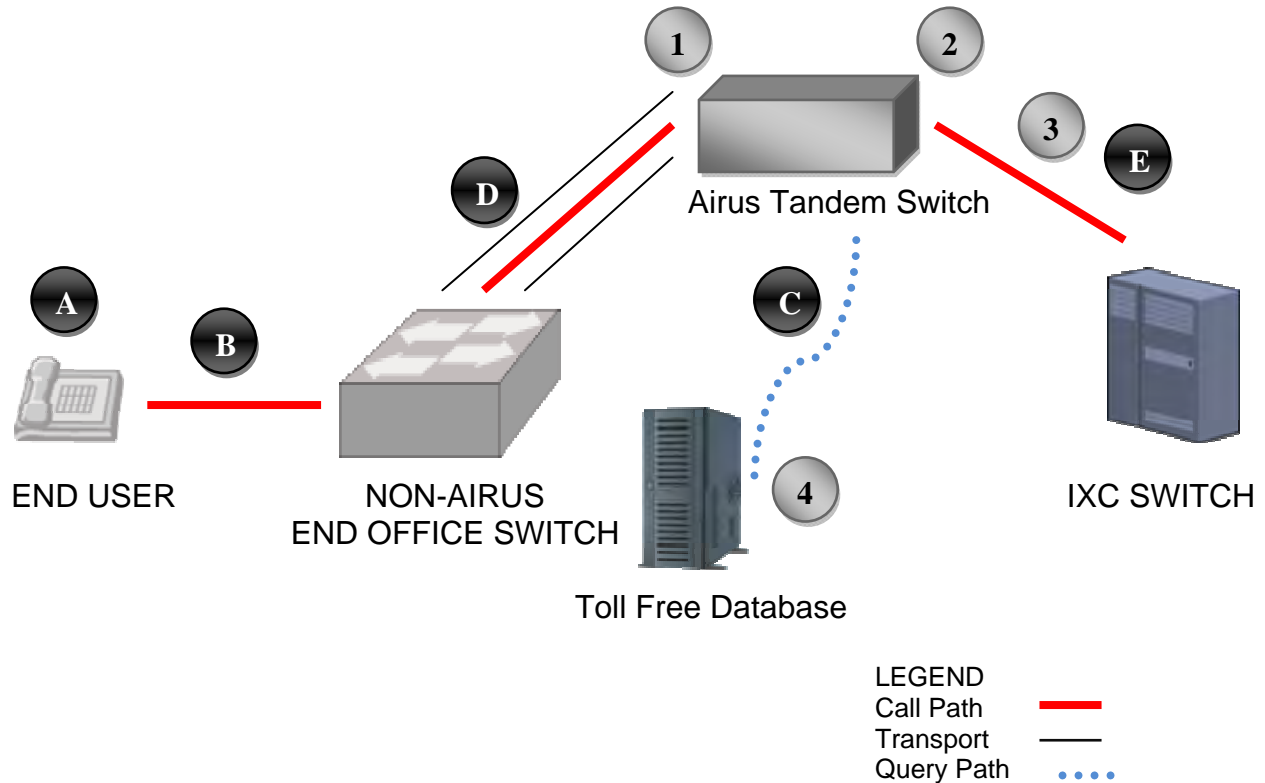 1
2
3
E
Airus Tandem Switch
D
C
A
B
4
END USER
NON-AIRUS
END OFFICE SWITCH
IXC SWITCH
Toll Free Database
LEGEND
Call Path
Transport
Query Path